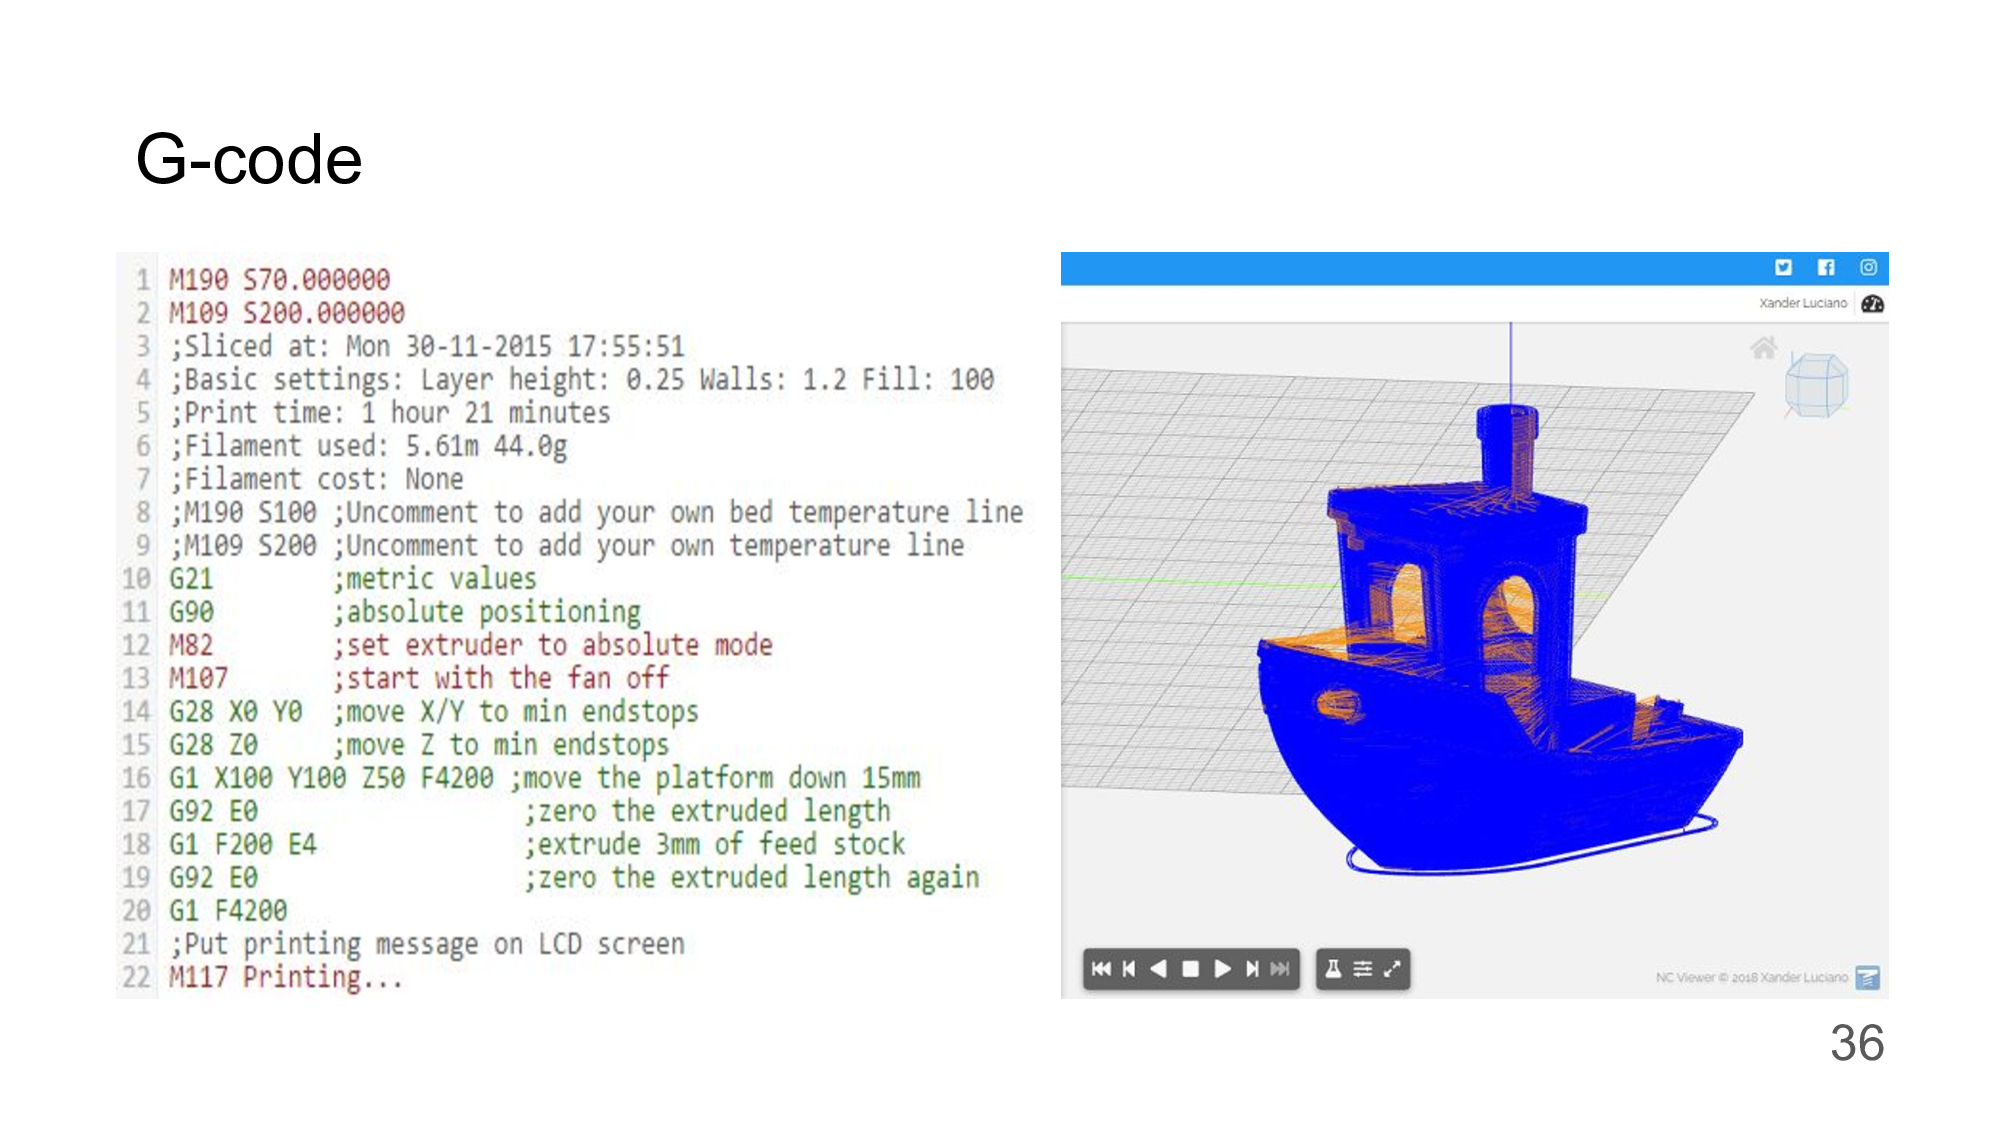 G-code
1 M190 S70.000000
2 M109 S200.000000
3 ;Sliced at: Mon 30-11-2015 17:55:51
4 ;Basic settings: Layer height: 0.25 Walls: 1.2 Fill: 100
5 ;Print time: 1 hour 21 minutes
6 ;Filament used: 5.61m 44.0g
7 ;Filament cost: None
8 ;M190 S100 ;Uncomment to add your own bed temperature line
9 ;M109 S200 ;Uncomment to add your own temperature line
10 G21 ;metric values
11 G90 ;absolute positioning
12 M82 ;set extruder to absolute mode
13 M107 ;start with the fan off
14 G28 X0 Y0 ;move X/Y to min endstops
15 G28 Z0 ;move Z to min endstops
16 G1 X100 Y100 Z50 F4200 ;move the platform down 15mm
17 G92 E0 ;zero the extruded length
18 G1 F200 E4 ;extrude 3mm of feed stock
19 G92 E0 ;zero the extruded length again
20 G1 F4200
21 ;Put printing message on LCD screen
22 M117 Printing...
Xander Luciano
NC Viewer © 2018 Xander Luciano
36